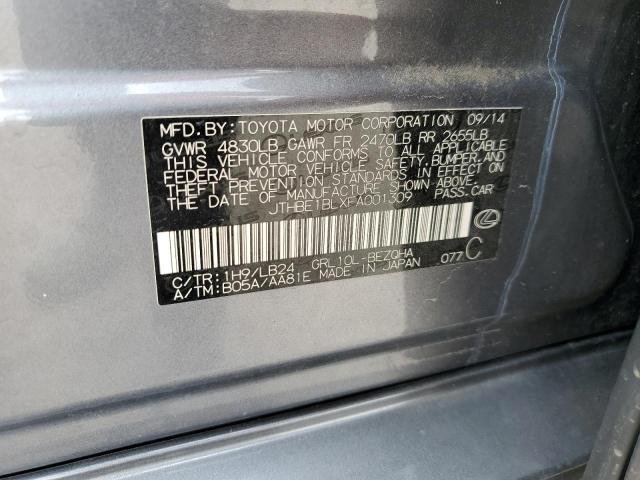 MFD.BY:TOYOTA MOTOR CORPORATION 09/14
GVWR 4830LB GAWR FR 2470LB RR 2655LB
THIS VEHICLE CONFORMS TO ALL APPLICABLE
FEDERAL MOTOR VEHICLE SAFETY,BUMPER,AND
THEFT PREVENTION STANDARDS IN EFFECT ON
THE DATE OF MANUFACTURE SHOWN ABOVE.
JTHBE1BLXFA001309 PASS.CAR
C/TR:1H9/LB24 GRL10L-BEZQHA
A/TM:B05A/AA81E MADE IN JAPAN 077 C